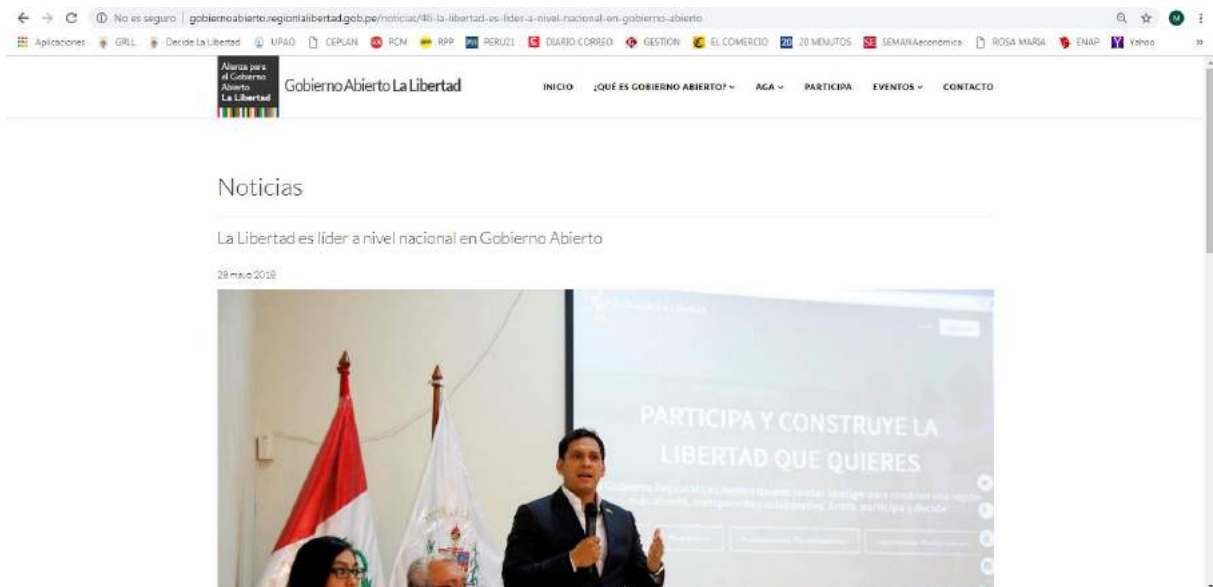 No es seguro | gobiernoabierto.regionlalibertad.gob.pe/noticias/46-la-libertad-es-lider-a-nivel-nacional-en-gobierno-abierto
Aplicaciones GRLL Decide La Libertad UPAO CEPLAN PCM RPP PERU21 DIARIO CORREO GESTION EL COMERCIO 20 MINUTOS SEMANAeconómica ROSA MARIA ENAP Yahoo »
Alianza para
el Gobierno
Abierto
La Libertad
Gobierno Abierto La Libertad
INICIO ¿QUÉ ES GOBIERNO ABIERTO? AGA PARTICIPA EVENTOS CONTACTO
Noticias
La Libertad es líder a nivel nacional en Gobierno Abierto
mayo 2018
PARTICIPA Y CONSTRUYE LA
LIBERTAD QUE QUIERES